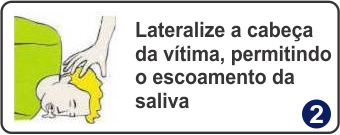 Lateralize a cabeça
da vítima, permitindo
o escoamento da
saliva
2